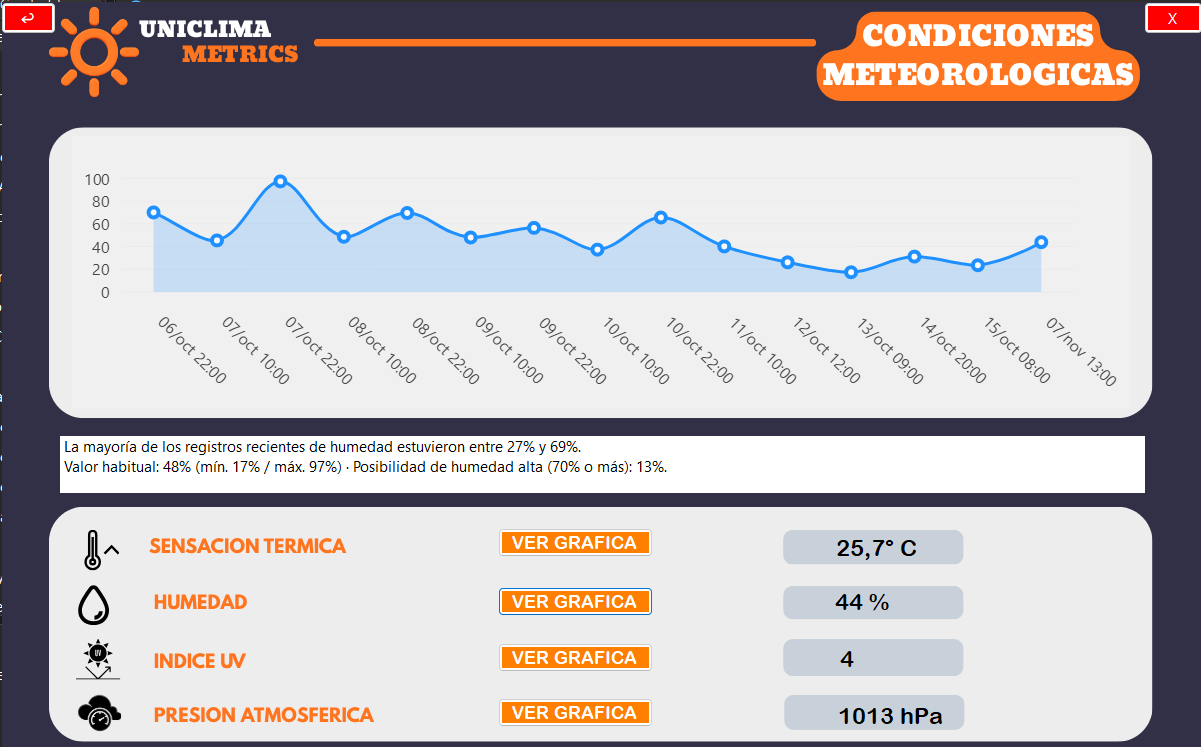 ↩
X
UNICLIMA
METRICS
CONDICIONES
METEOROLOGICAS
100
80
60
40
20
0
06/oct 22:00
07/oct 10:00
07/oct 22:00
08/oct 10:00
08/oct 22:00
09/oct 10:00
09/oct 22:00
10/oct 10:00
10/oct 22:00
11/oct 10:00
12/oct 12:00
13/oct 09:00
14/oct 20:00
15/oct 08:00
07/nov 13:00
La mayoría de los registros recientes de humedad estuvieron entre 27% y 69%.
Valor habitual: 48% (mín. 17% / máx. 97%) · Posibilidad de humedad alta (70% o más): 13%.
SENSACION TERMICA VER GRAFICA 25,7° C
HUMEDAD VER GRAFICA 44 %
UV
INDICE UV VER GRAFICA 4
PRESION ATMOSFERICA VER GRAFICA 1013 hPa